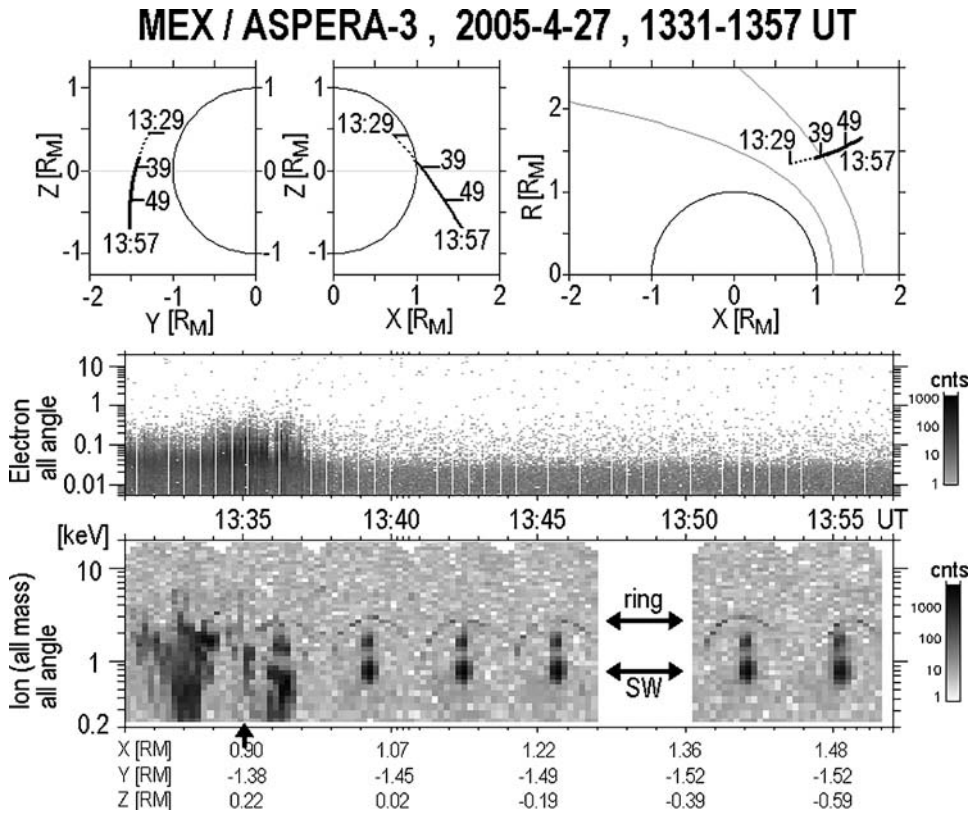 MEX / ASPERA-3 , 2005-4-27 , 1331-1357 UT
1
0
-1
Z [RM]
13:29
39
49
13:57
-2
-1
0
Y [RM]
1
0
-1
Z [RM]
13:29
39
49
13:57
0
1
2
X [RM]
2
1
0
R [RM]
13:29
39
49
13:57
-2
-1
0
1
2
X [RM]
Electron
all angle
10
1
0.1
0.01
cnts
1000
100
10
1
[keV]
13:35
13:40
13:45
13:50
13:55
UT
Ion (all mass)
all angle
10
1
0.2
ring
SW
cnts
1000
100
10
1
X [RM] 0.90 1.07 1.22 1.36 1.48
Y [RM] -1.38 -1.45 -1.49 -1.52 -1.52
Z [RM] 0.22 0.02 -0.19 -0.39 -0.59